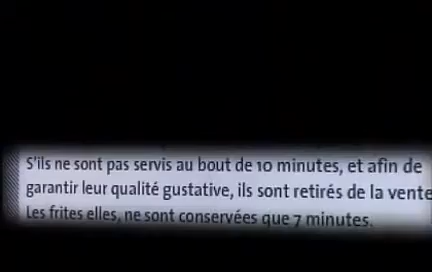 S'ils ne sont pas servis au bout de 10 minutes, et afin de
garantir leur qualité gustative, ils sont retirés de la vente
Les frites elles, ne sont conservées que 7 minutes.